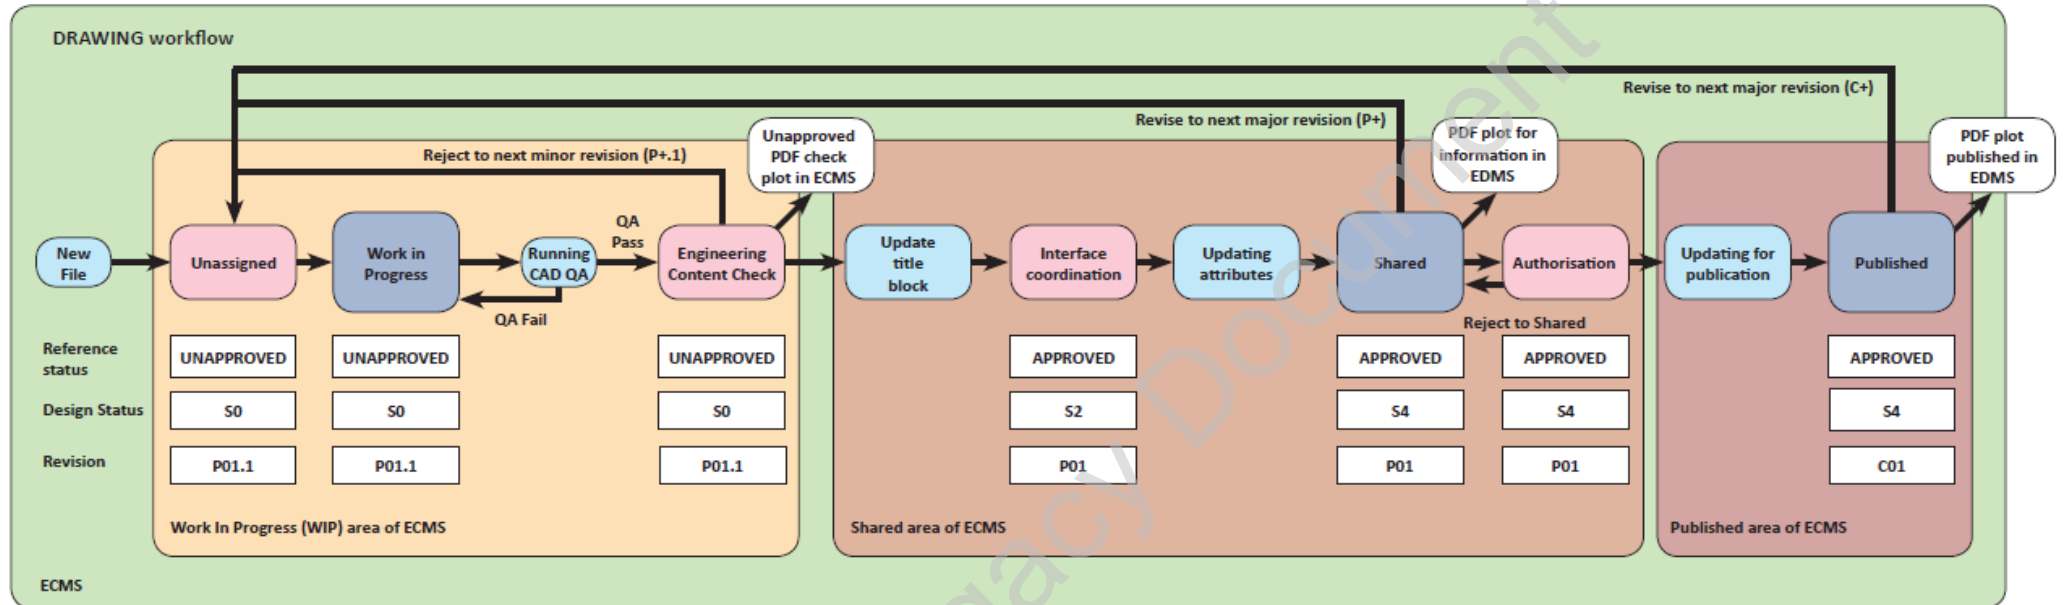 DRAWING workflow
Revise to next major revision (C+)
Revise to next major revision (P+)
Reject to next minor revision (P+.1)
Unapproved
PDF check
plot in ECMS
PDF plot for
information in
EDMS
PDF plot
published in
EDMS
New
File
Unassigned
Work in
Progress
Running
CAD QA
QA
Pass
QA Fail
Engineering
Content Check
Update
title
block
Interface
coordination
Updating
attributes
Shared
Authorisation
Reject to Shared
Updating for
publication
Published
Reference
status
UNAPPROVED
UNAPPROVED
UNAPPROVED
APPROVED
APPROVED
APPROVED
APPROVED
Design Status
S0
S0
S0
S2
S4
S4
S4
Revision
P01.1
P01.1
P01.1
P01
P01
P01
C01
Work In Progress (WIP) area of ECMS
Shared area of ECMS
Published area of ECMS
ECMS
gacy Document